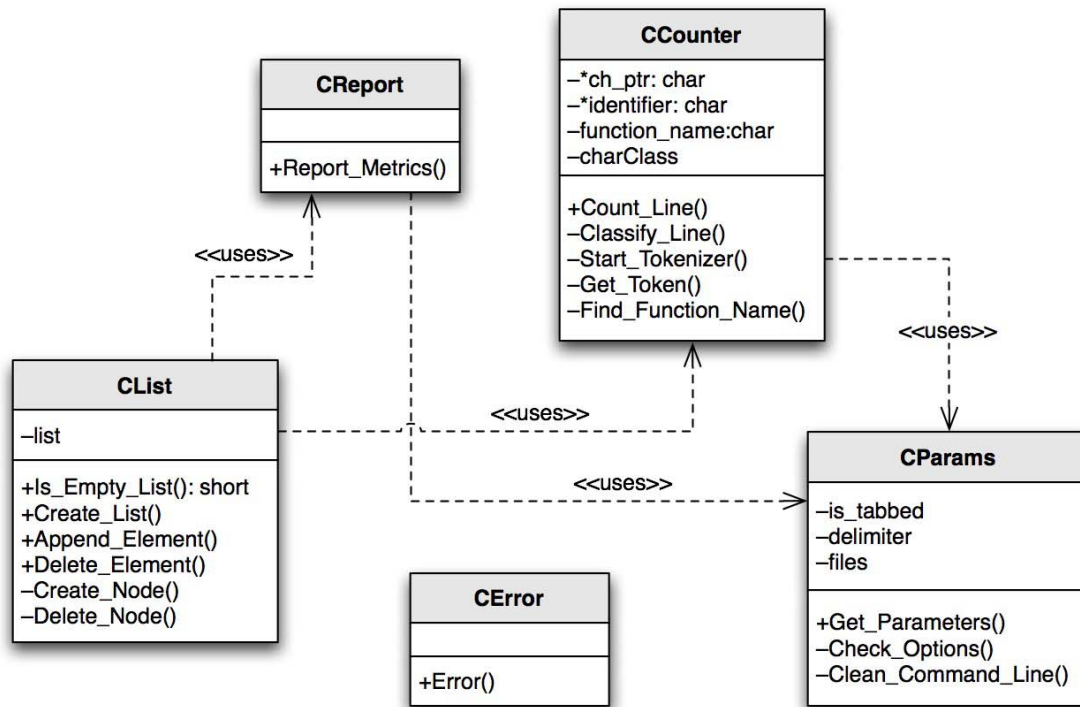 CCounter
–*ch_ptr: char
–*identifier: char
–function_name:char
–charClass
+Count_Line()
–Classify_Line()
–Start_Tokenizer()
–Get_Token()
–Find_Function_Name()
CReport
+Report_Metrics()
<<uses>>
<<uses>>
CList
–list
+Is_Empty_List(): short
+Create_List()
+Append_Element()
+Delete_Element()
–Create_Node()
–Delete_Node()
<<uses>>
<<uses>>
CParams
–is_tabbed
–delimiter
–files
+Get_Parameters()
–Check_Options()
–Clean_Command_Line()
CError
+Error()